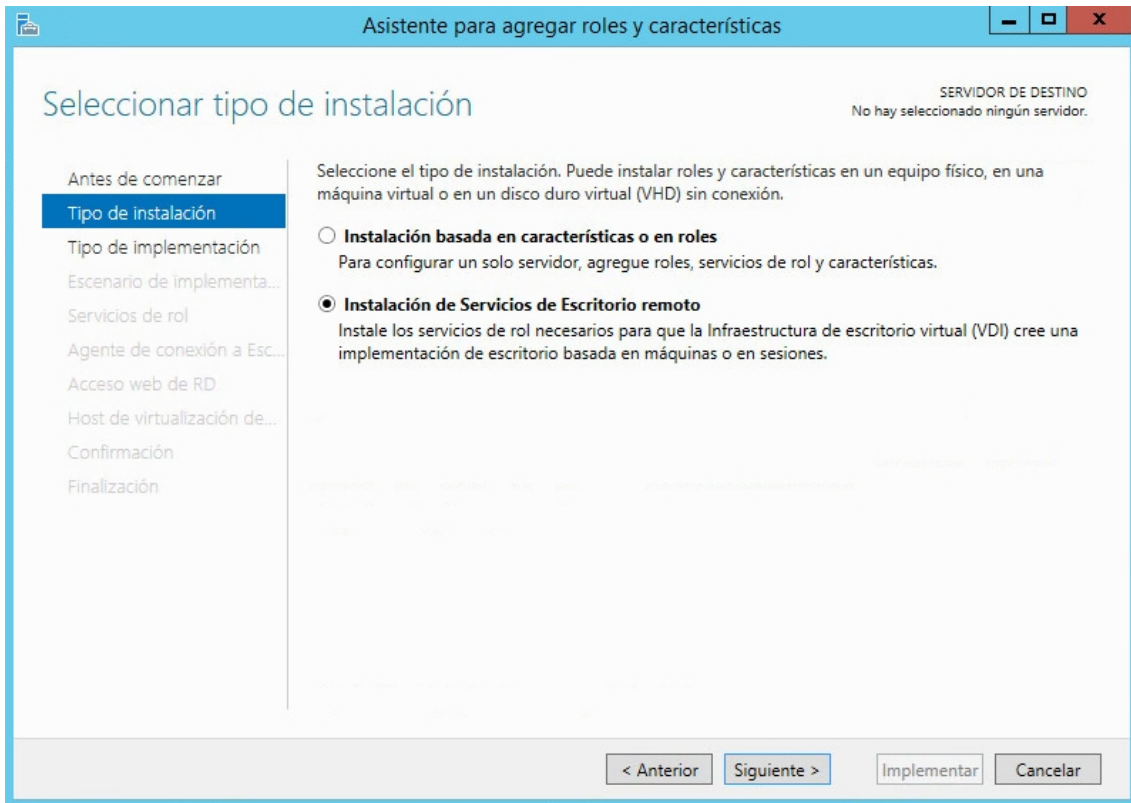 Asistente para agregar roles y características
Seleccionar tipo de instalación
SERVIDOR DE DESTINO
No hay seleccionado ningún servidor.
Antes de comenzar
Tipo de instalación
Tipo de implementación
Escenario de implementa...
Servicios de rol
Agente de conexión a Esc...
Acceso web de RD
Host de virtualización de...
Confirmación
Finalización
Seleccione el tipo de instalación. Puede instalar roles y características en un equipo físico, en una
máquina virtual o en un disco duro virtual (VHD) sin conexión.
Instalación basada en características o en roles
Para configurar un solo servidor, agregue roles, servicios de rol y características.
Instalación de Servicios de Escritorio remoto
Instale los servicios de rol necesarios para que la Infraestructura de escritorio virtual (VDI) cree una
implementación de escritorio basada en máquinas o en sesiones.
< Anterior
Siguiente >
Implementar
Cancelar